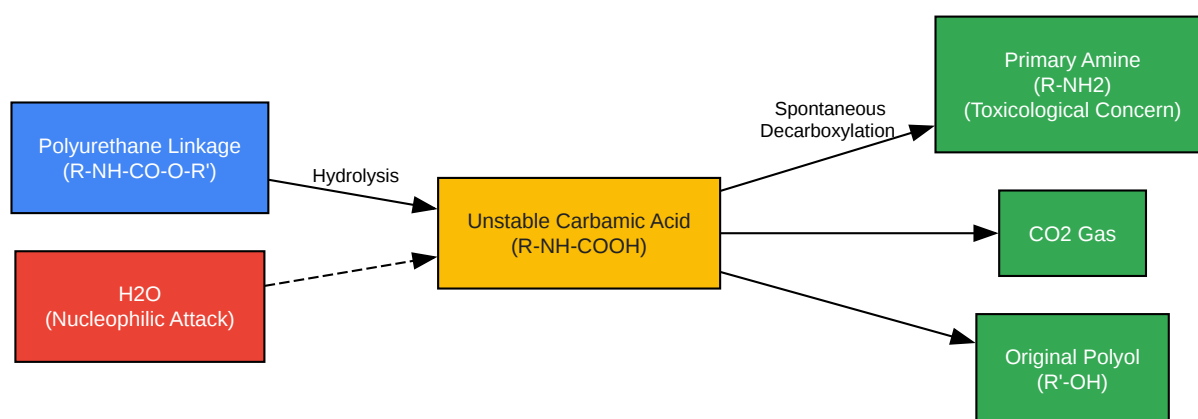 Polyurethane Linkage
(R-NH-CO-O-R')
H2O
(Nucleophilic Attack)
Hydrolysis
Unstable Carbamic Acid
(R-NH-COOH)
Spontaneous
Decarboxylation
Primary Amine
(R-NH2)
(Toxicological Concern)
CO2 Gas
Original Polyol
(R'-OH)